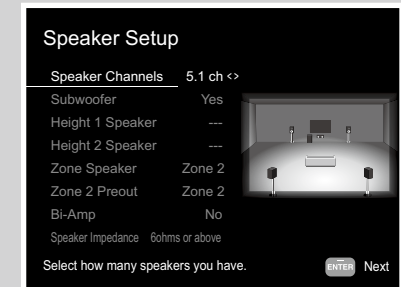 Speaker Setup
Speaker Channels 5.1 ch <>
Subwoofer Yes
Height 1 Speaker ---
Height 2 Speaker ---
Zone Speaker Zone 2
Zone 2 Preout Zone 2
Bi-Amp No
Speaker Impedance 6ohms or above
Select how many speakers you have. ENTER Next